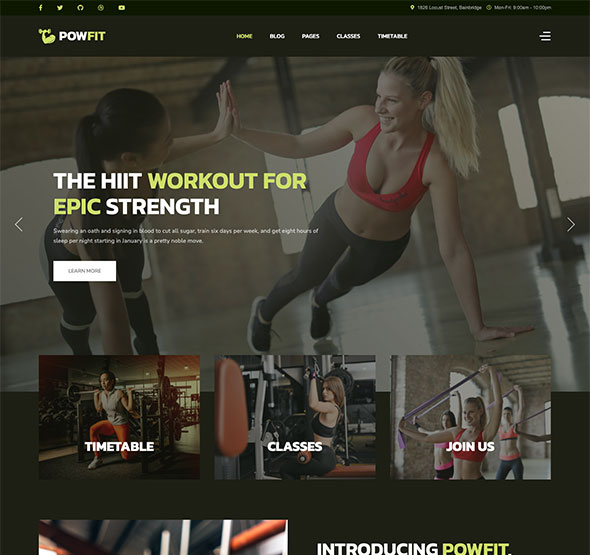 1828 Locust Street, Bainbridge
Mon-Fri: 9:00am - 10:00pm
POWFIT
HOME BLOG PAGES CLASSES TIMETABLE
THE HIIT WORKOUT FOR
EPIC STRENGTH
Swearing an oath and signing in blood to cut all sugar, train six days per week, and get eight hours of
sleep per night starting in January is a pretty noble move.
LEARN MORE
TIMETABLE
CLASSES
JOIN US
INTRODUCING POWFIT.